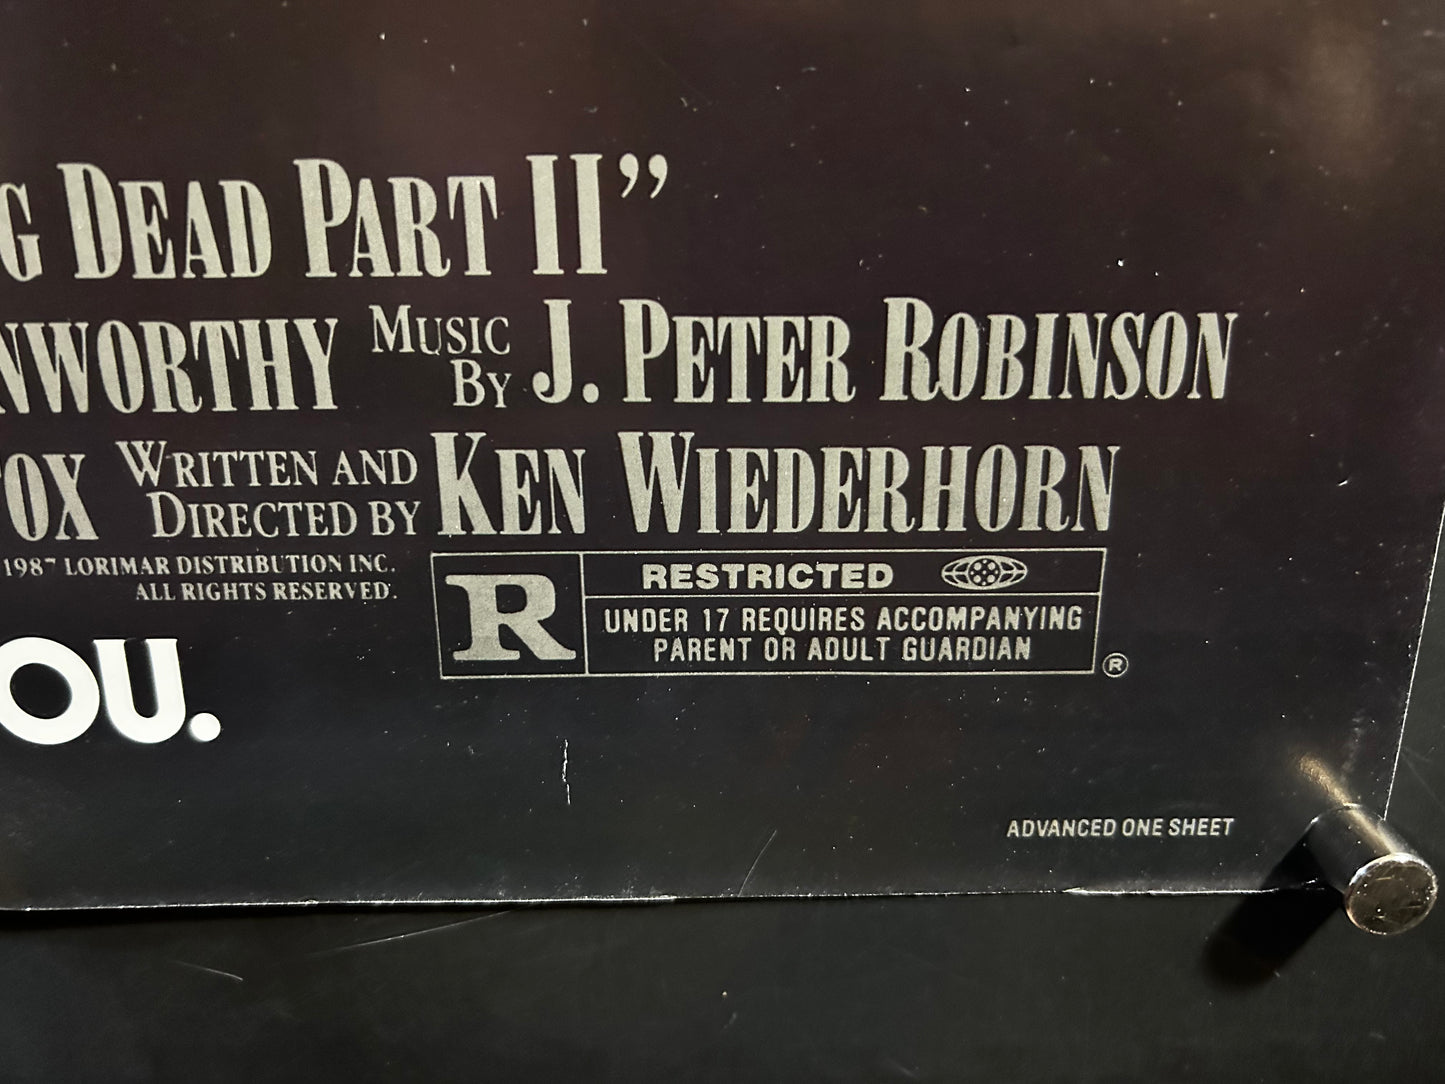 G DEAD PART II”
NWORTHY MUSIC BY J. PETER ROBINSON
OX WRITTEN AND DIRECTED BY KEN WIEDERHORN
1987 LORIMAR DISTRIBUTION INC.
ALL RIGHTS RESERVED.
R RESTRICTED
UNDER 17 REQUIRES ACCOMPANYING
PARENT OR ADULT GUARDIAN
®
OU.
ADVANCED ONE SHEET